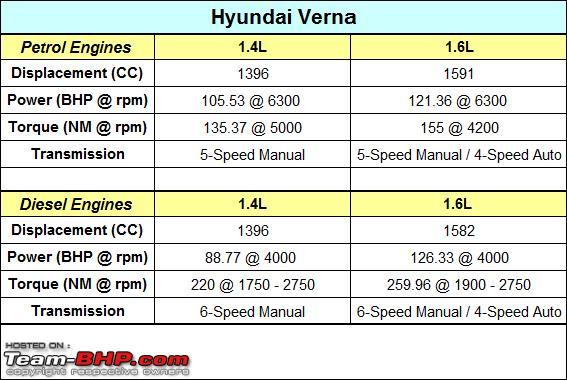 Hyundai Verna
Petrol Engines 1.4L 1.6L
Displacement (CC) 1396 1591
Power (BHP @ rpm) 105.53 @ 6300 121.36 @ 6300
Torque (NM @ rpm) 135.37 @ 5000 155 @ 4200
Transmission 5-Speed Manual 5-Speed Manual / 4-Speed Auto
Diesel Engines 1.4L 1.6L
Displacement (CC) 1396 1582
Power (BHP @ rpm) 88.77 @ 4000 126.33 @ 4000
Torque (NM @ rpm) 220 @ 1750 - 2750 259.96 @ 1900 - 2750
Transmission 6-Speed Manual 6-Speed Manual / 4-Speed Auto
HOSTED ON :
Team-BHP.com
copyright respective owners